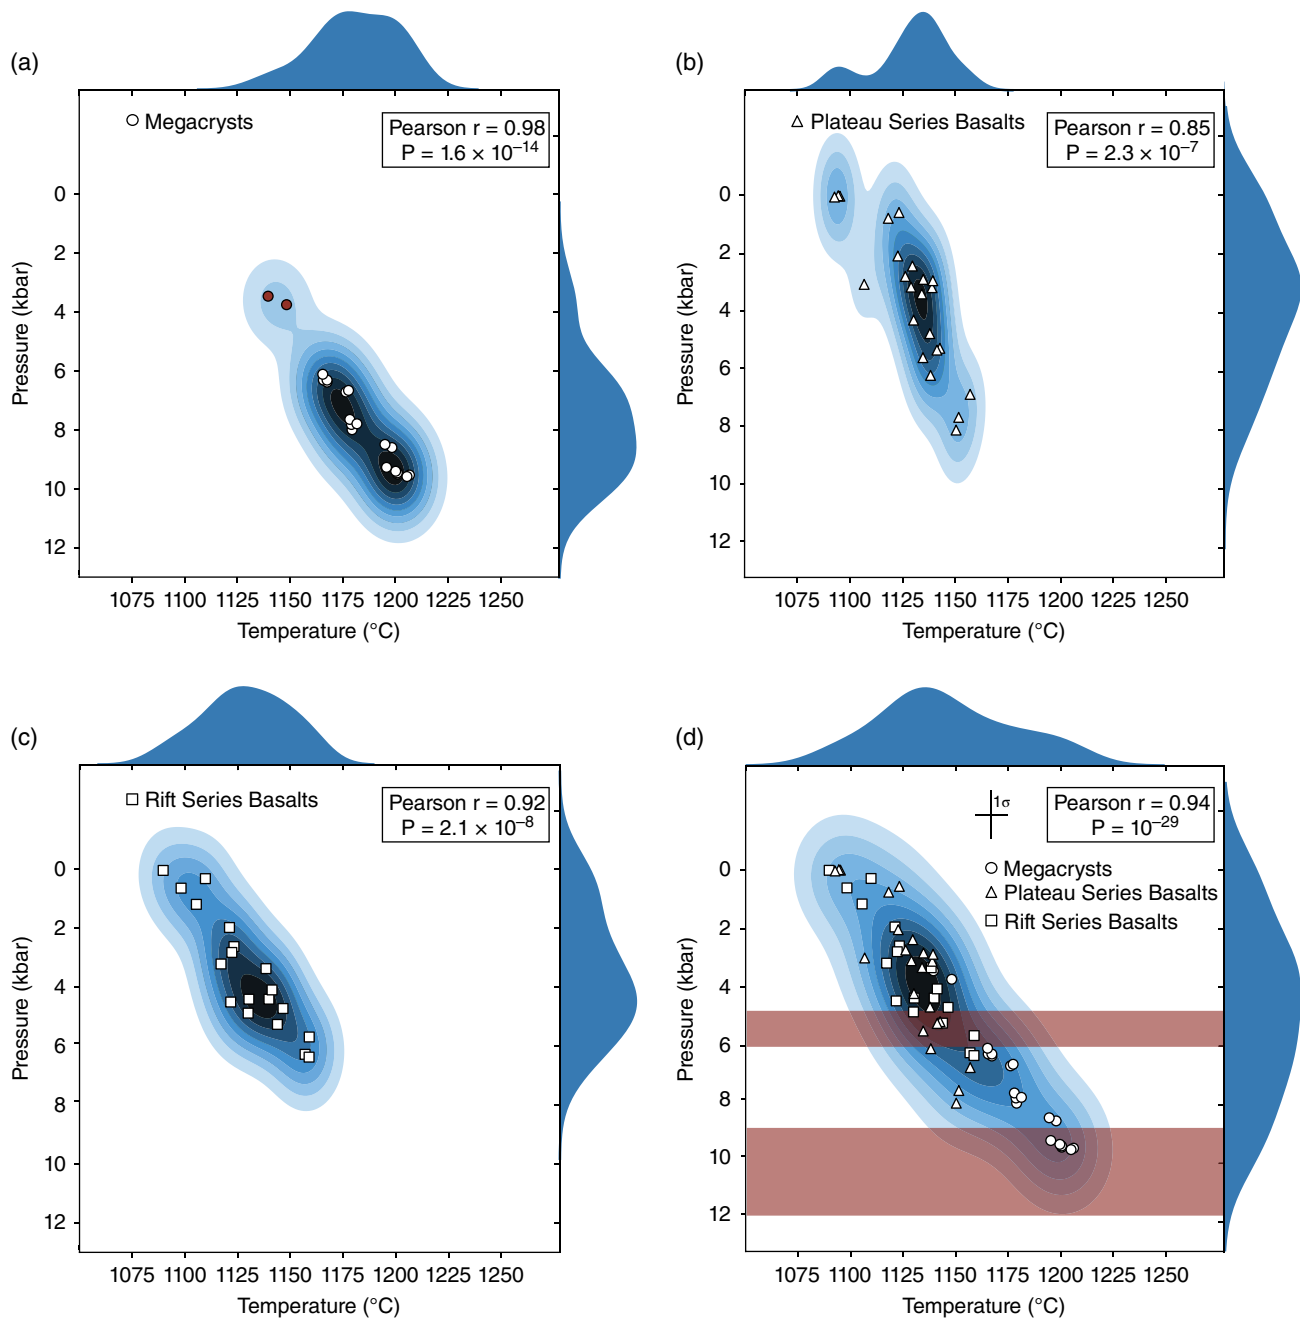 (a)
Megacrysts
Pearson r = 0.98
P = 1.6 × 10⁻¹⁴
0
2
4
6
8
10
12
Pressure (kbar)
1075 1100 1125 1150 1175 1200 1225 1250
Temperature (°C)
(b)
Plateau Series Basalts
Pearson r = 0.85
P = 2.3 × 10⁻⁷
0
2
4
6
8
10
12
Pressure (kbar)
1075 1100 1125 1150 1175 1200 1225 1250
Temperature (°C)
(c)
Rift Series Basalts
Pearson r = 0.92
P = 2.1 × 10⁻⁸
0
2
4
6
8
10
12
Pressure (kbar)
1075 1100 1125 1150 1175 1200 1225 1250
Temperature (°C)
(d)
1σ
Pearson r = 0.94
P = 10⁻²⁹
Megacrysts
Plateau Series Basalts
Rift Series Basalts
0
2
4
6
8
10
12
Pressure (kbar)
1075 1100 1125 1150 1175 1200 1225 1250
Temperature (°C)